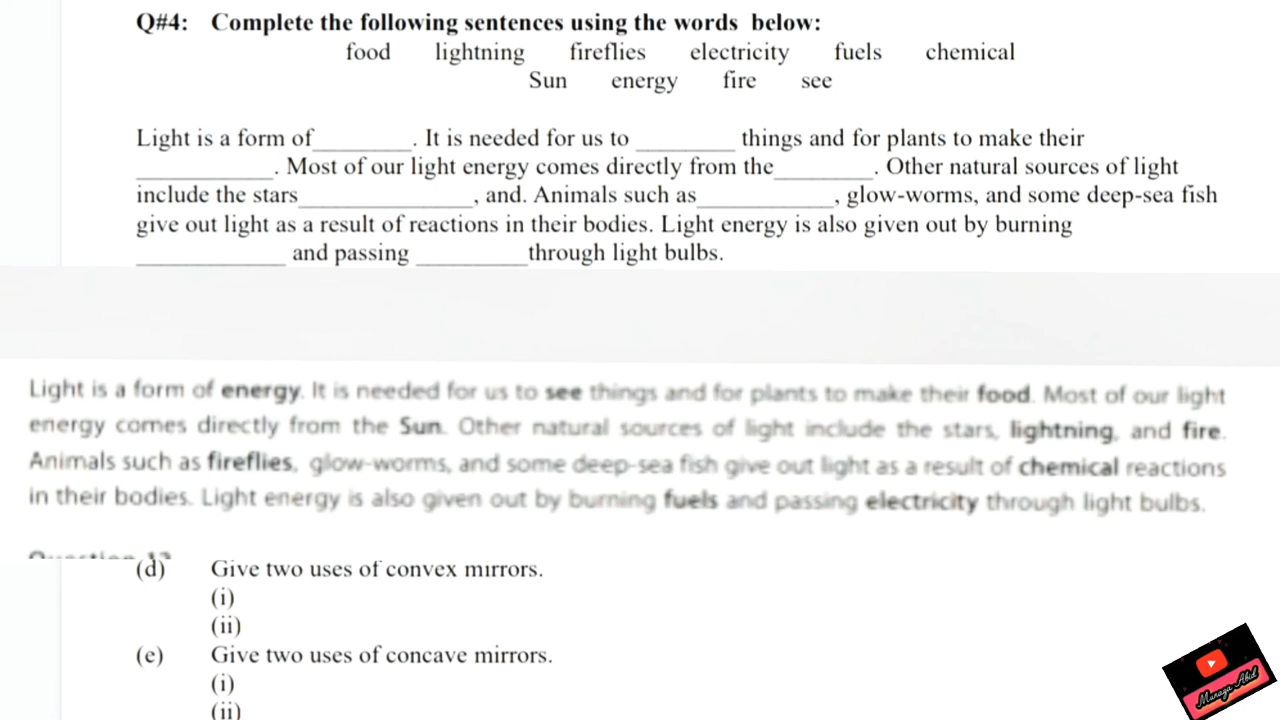 Q#4: Complete the following sentences using the words below:
food lightning fireflies electricity fuels chemical
Sun energy fire see
Light is a form of________. It is needed for us to ________ things and for plants to make their
___________. Most of our light energy comes directly from the________. Other natural sources of light
include the stars______________, and. Animals such as___________, glow-worms, and some deep-sea fish
give out light as a result of reactions in their bodies. Light energy is also given out by burning
____________ and passing _________through light bulbs.
Light is a form of energy. It is needed for us to see things and for plants to make their food. Most of our light
energy comes directly from the Sun. Other natural sources of light include the stars, lightning, and fire.
Animals such as fireflies, glow-worms, and some deep-sea fish give out light as a result of chemical reactions
in their bodies. Light energy is also given out by burning fuels and passing electricity through light bulbs.
(d) Give two uses of convex mirrors.
(i)
(ii)
(e) Give two uses of concave mirrors.
(i)
(ii)